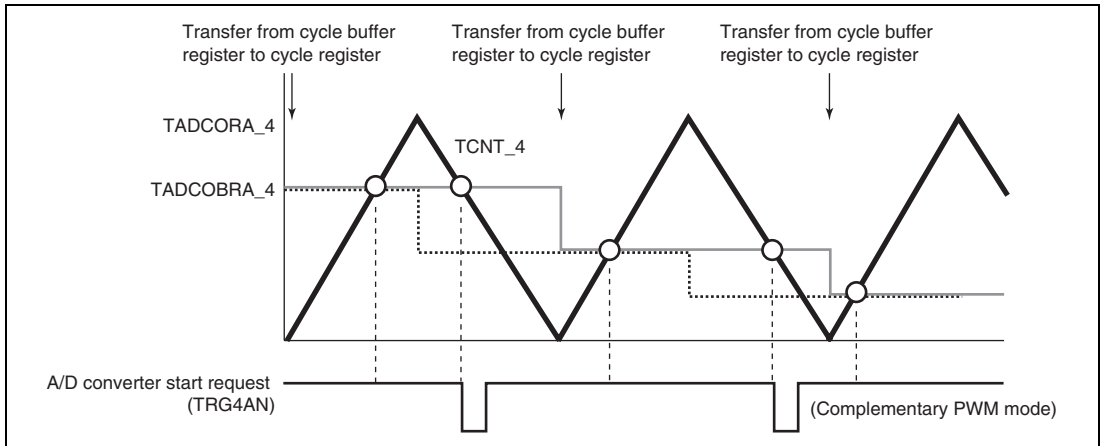 Transfer from cycle buffer
register to cycle register
Transfer from cycle buffer
register to cycle register
Transfer from cycle buffer
register to cycle register
TADCORA_4
TCNT_4
TADCOBRA_4
A/D converter start request
(TRG4AN)
(Complementary PWM mode)